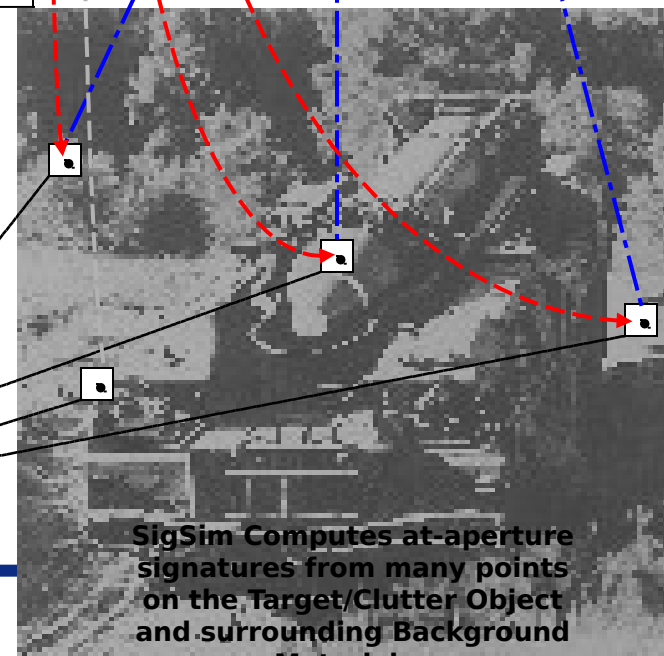 SigSim Computes at-aperture
signatures from many points
on the Target/Clutter Object
and surrounding Background